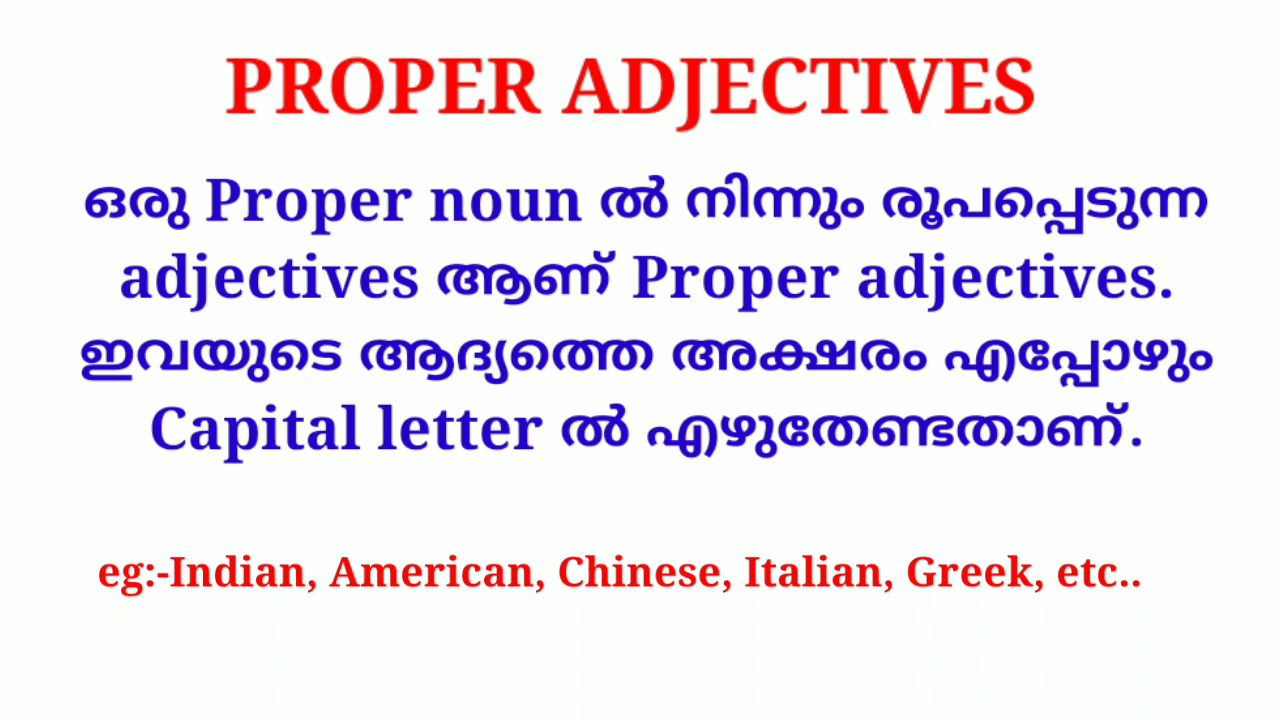 PROPER ADJECTIVES
ഒരു Proper noun ൽ നിന്നും രൂപപ്പെടുന്ന
adjectives ആണ് Proper adjectives.
ഇവയുടെ ആദ്യത്തെ അക്ഷരം എപ്പോഴും
Capital letter ൽ എഴുതേണ്ടതാണ്.
eg:-Indian, American, Chinese, Italian, Greek, etc..